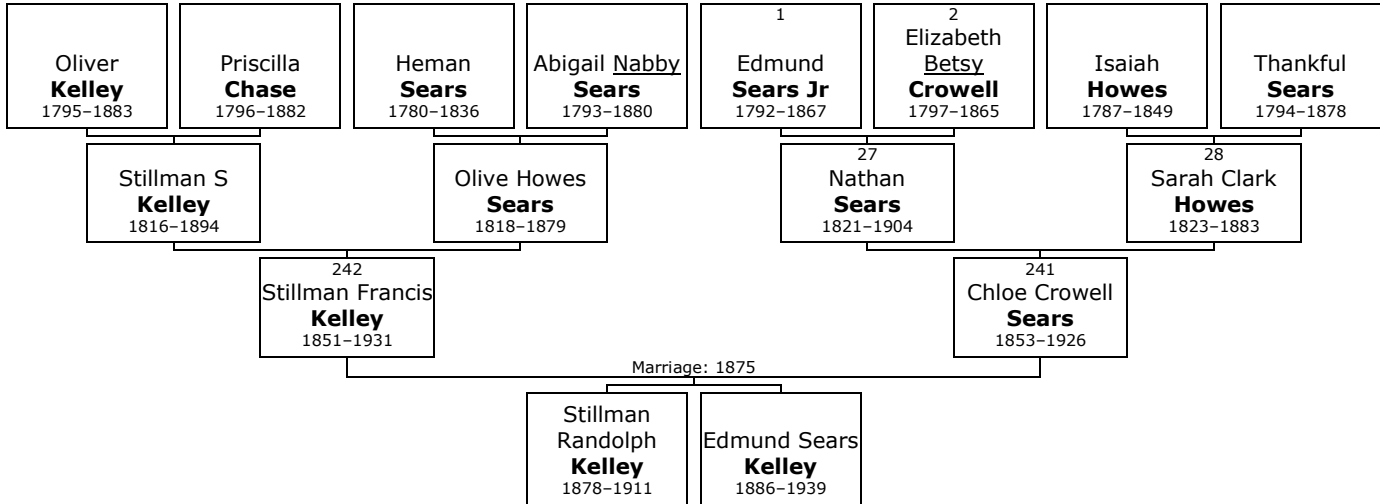 Oliver
Kelley
1795–1883
Priscilla
Chase
1796–1882
Heman
Sears
1780–1836
Abigail Nabby
Sears
1793–1880
1
Edmund
Sears Jr
1792–1867
2
Elizabeth
Betsy
Crowell
1797–1865
Isaiah
Howes
1787–1849
Thankful
Sears
1794–1878
Stillman S
Kelley
1816–1894
Olive Howes
Sears
1818–1879
27
Nathan
Sears
1821–1904
28
Sarah Clark
Howes
1823–1883
242
Stillman Francis
Kelley
1851–1931
241
Chloe Crowell
Sears
1853–1926
Marriage: 1875
Stillman
Randolph
Kelley
1878–1911
Edmund Sears
Kelley
1886–1939